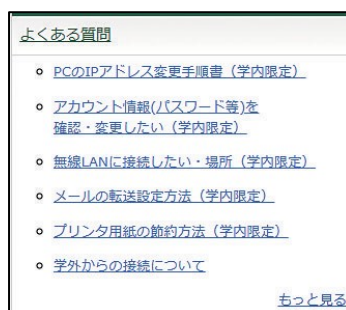 よくある質問
PCのIPアドレス変更手順書（学内限定）
アカウント情報(パスワード等)を
確認・変更したい（学内限定）
無線LANに接続したい・場所（学内限定）
メールの転送設定方法（学内限定）
プリンタ用紙の節約方法（学内限定）
学外からの接続について
もっと見る